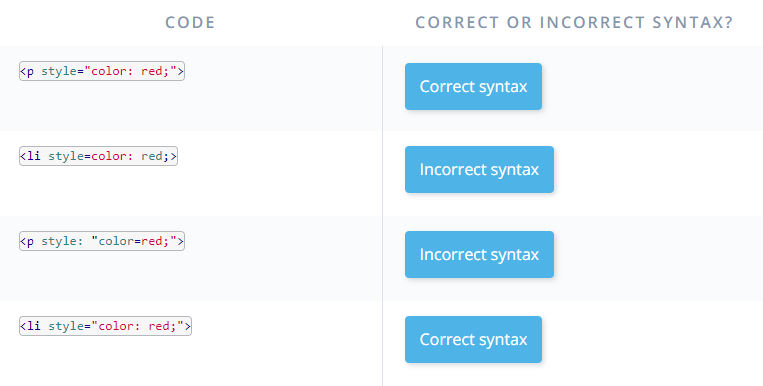 CODE CORRECT OR INCORRECT SYNTAX?
<p style="color: red;"> Correct syntax
<li style=color: red;> Incorrect syntax
<p style: "color=red;"> Incorrect syntax
<li style="color: red;"> Correct syntax